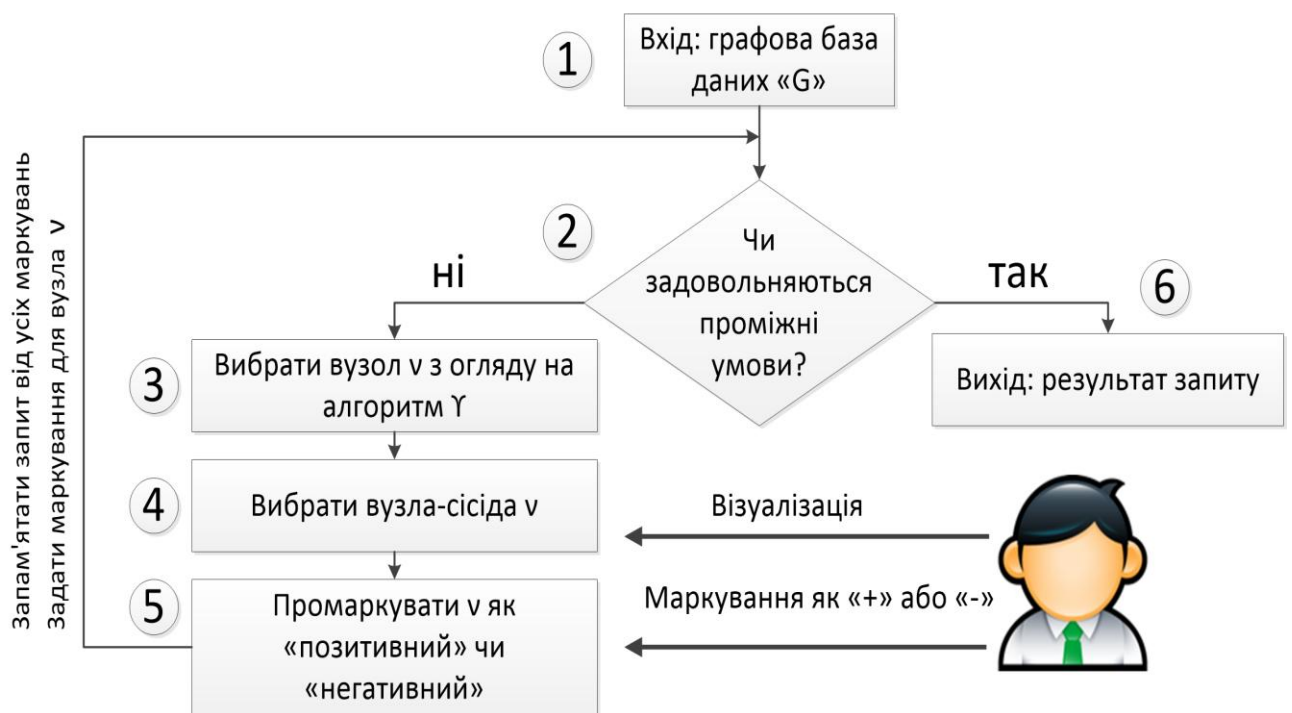 1
Вхід: графова база
даних «G»
Запам'ятати запит від усіх маркувань
Задати маркування для вузла ν
2
Чи
задовольняються
проміжні
умови?
ні
так
6
3
Вибрати вузол ν з огляду на
алгоритм ϒ
Вихід: результат запиту
4
Вибрати вузла-сісіда ν
Візуалізація
5
Промаркувати ν як
«позитивний» чи
«негативний»
Маркування як «+» або «-»